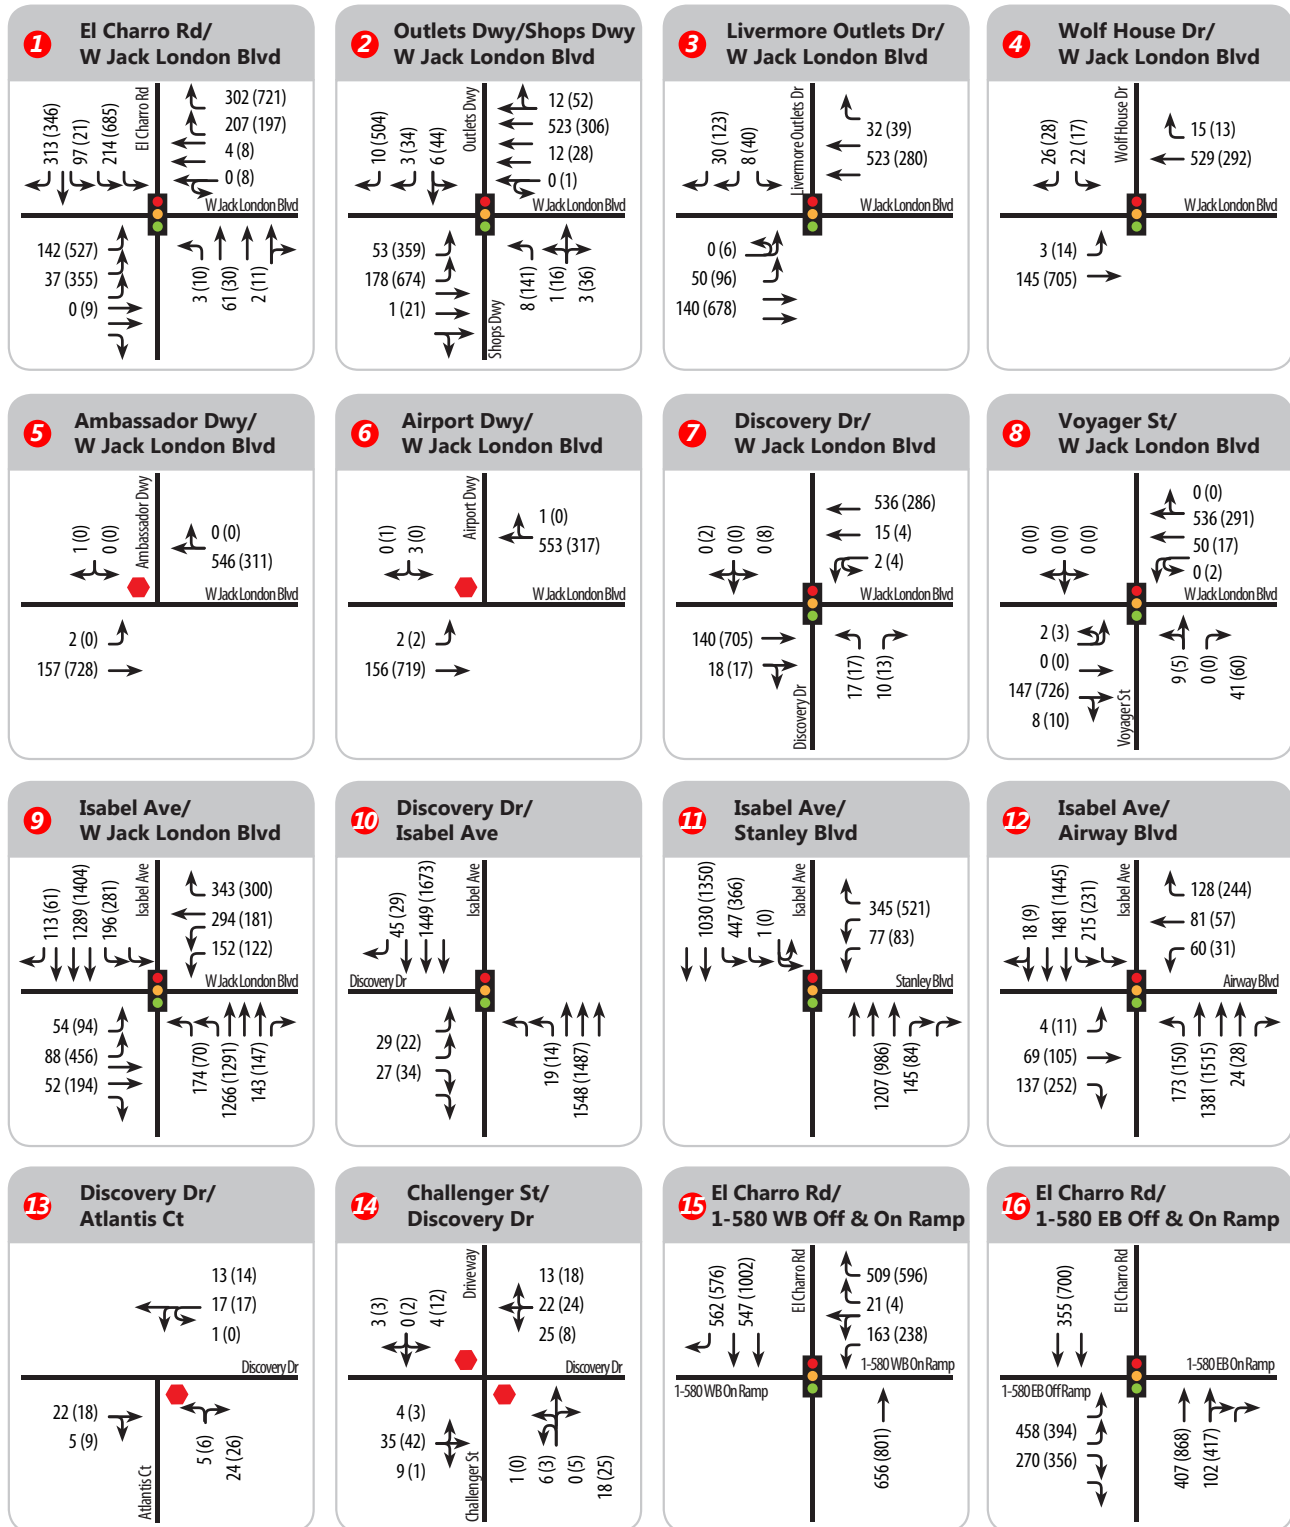 1
El Charro Rd/
W Jack London Blvd
313 (346)
97 (21)
214 (685)
El Charro Rd
302 (721)
207 (197)
4 (8)
0 (8)
W Jack London Blvd
142 (527)
37 (355)
0 (9)
3 (10)
61 (30)
2 (11)
2
Outlets Dwy/Shops Dwy
W Jack London Blvd
10 (504)
3 (34)
6 (44)
Outlets Dwy
12 (52)
523 (306)
12 (28)
0 (1)
W Jack London Blvd
53 (359)
178 (674)
1 (21)
Shops Dwy
8 (141)
1 (16)
3 (36)
3
Livermore Outlets Dr/
W Jack London Blvd
30 (123)
8 (40)
Livermore Outlets Dr
32 (39)
523 (280)
W Jack London Blvd
0 (6)
50 (96)
140 (678)
4
Wolf House Dr/
W Jack London Blvd
26 (28)
22 (17)
Wolf House Dr
15 (13)
529 (292)
W Jack London Blvd
3 (14)
145 (705)
5
Ambassador Dwy/
W Jack London Blvd
1 (0)
0 (0)
Ambassador Dwy
0 (0)
546 (311)
W Jack London Blvd
2 (0)
157 (728)
6
Airport Dwy/
W Jack London Blvd
0 (1)
3 (0)
Airport Dwy
1 (0)
553 (317)
W Jack London Blvd
2 (2)
156 (719)
7
Discovery Dr/
W Jack London Blvd
0 (2)
0 (0)
0 (8)
536 (286)
15 (4)
2 (4)
W Jack London Blvd
140 (705)
18 (17)
Discovery Dr
17 (17)
10 (13)
8
Voyager St/
W Jack London Blvd
0 (0)
0 (0)
0 (0)
0 (0)
536 (291)
50 (17)
0 (2)
W Jack London Blvd
2 (3)
0 (0)
147 (726)
8 (10)
Voyager St
9 (5)
0 (0)
41 (60)
9
Isabel Ave/
W Jack London Blvd
113 (61)
1289 (1404)
196 (281)
Isabel Ave
343 (300)
294 (181)
152 (122)
W Jack London Blvd
54 (94)
88 (456)
52 (194)
174 (70)
1266 (1291)
143 (147)
10
Discovery Dr/
Isabel Ave
45 (29)
1449 (1673)
Isabel Ave
Discovery Dr
29 (22)
27 (34)
19 (14)
1548 (1487)
11
Isabel Ave/
Stanley Blvd
1030 (1350)
447 (366)
1 (0)
Isabel Ave
345 (521)
77 (83)
Stanley Blvd
1207 (986)
145 (84)
12
Isabel Ave/
Airway Blvd
18 (9)
1481 (1445)
215 (231)
Isabel Ave
128 (244)
81 (57)
60 (31)
Airway Blvd
4 (11)
69 (105)
137 (252)
173 (150)
1381 (1515)
24 (28)
13
Discovery Dr/
Atlantis Ct
13 (14)
17 (17)
1 (0)
Discovery Dr
22 (18)
5 (9)
Atlantis Ct
5 (6)
24 (26)
14
Challenger St/
Discovery Dr
3 (3)
0 (2)
4 (12)
Driveway
13 (18)
22 (24)
25 (8)
Discovery Dr
4 (3)
35 (42)
9 (1)
Challenger St
1 (0)
6 (3)
0 (5)
18 (25)
15
El Charro Rd/
1-580 WB Off & On Ramp
562 (576)
547 (1002)
El Charro Rd
509 (596)
21 (4)
163 (238)
1-580 WB On Ramp
1-580 WB On Ramp
656 (801)
16
El Charro Rd/
1-580 EB Off & On Ramp
355 (700)
El Charro Rd
1-580 EB On Ramp
1-580 EB Off Ramp
458 (394)
270 (356)
407 (868)
102 (417)